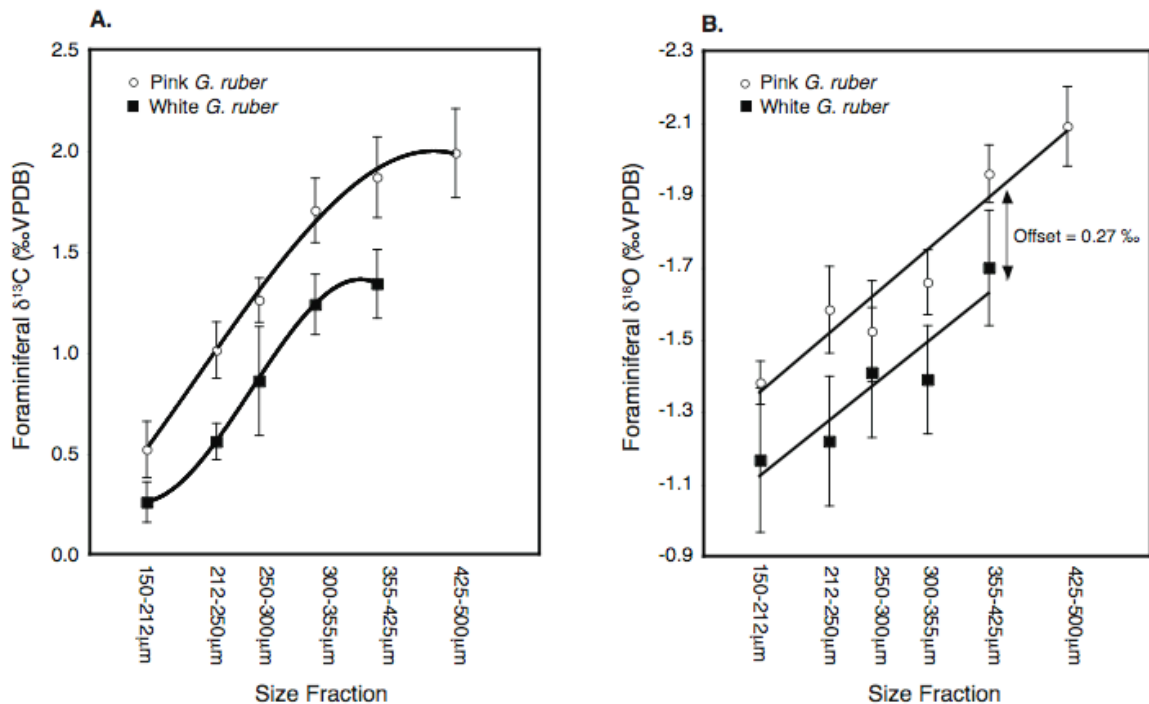 A.
2.5
2.0
1.5
1.0
0.5
0.0
Foraminiferal δ¹³C (‰VPDB)
Pink G. ruber
White G. ruber
150-212µm
212-250µm
250-300µm
300-355µm
355-425µm
425-500µm
Size Fraction
B.
-2.3
-2.1
-1.9
-1.7
-1.5
-1.3
-1.1
-0.9
Foraminiferal δ¹⁸O (‰VPDB)
Pink G. ruber
White G. ruber
Offset = 0.27 ‰
150-212µm
212-250µm
250-300µm
300-355µm
355-425µm
425-500µm
Size Fraction